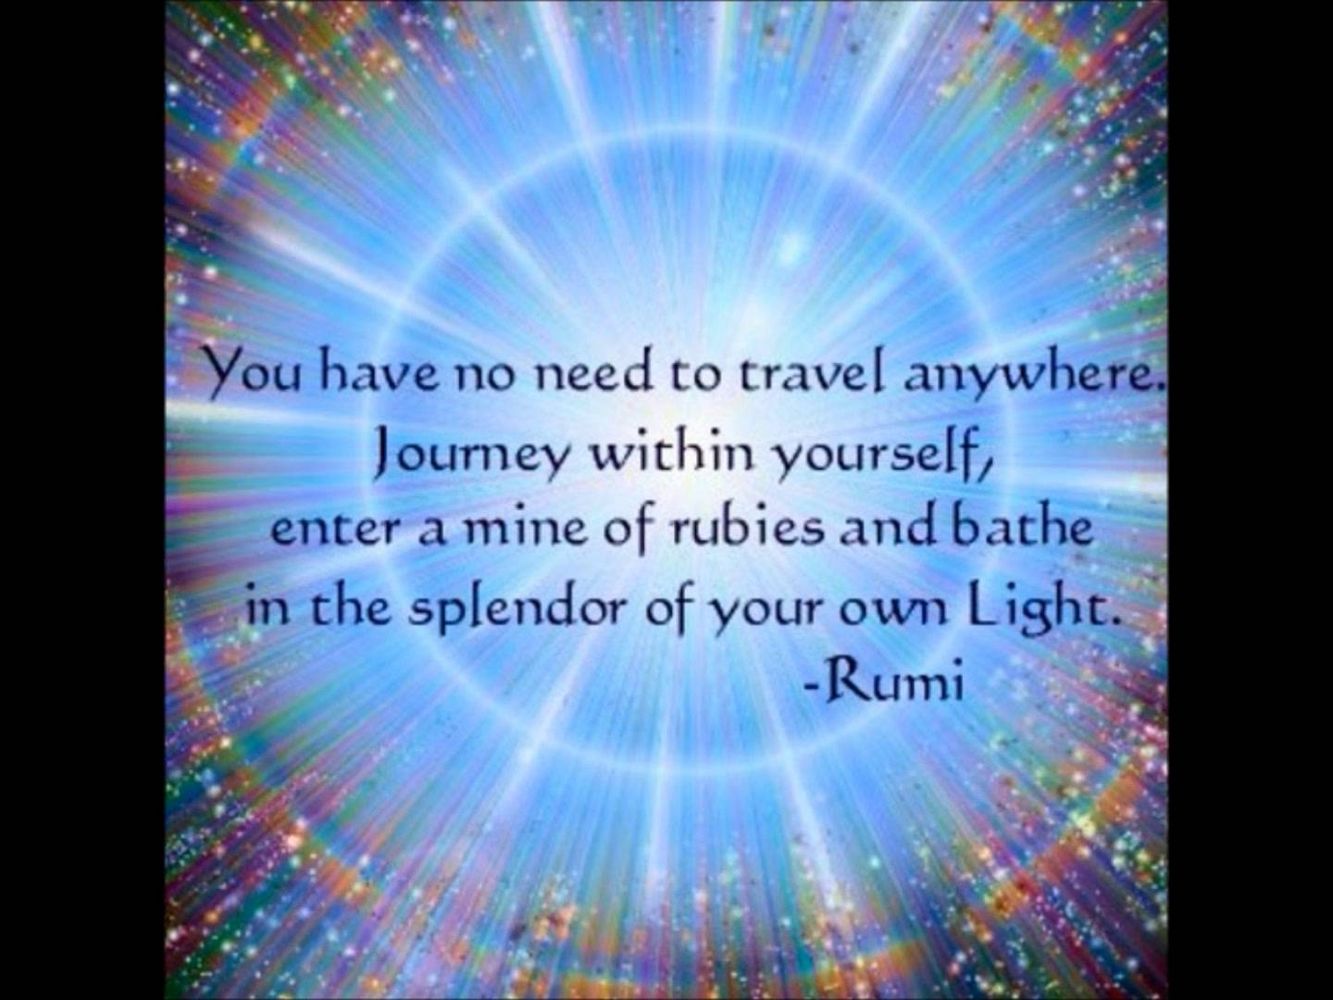 You have no need to travel anywhere.
Journey within yourself,
enter a mine of rubies and bathe
in the splendor of your own Light.
-Rumi